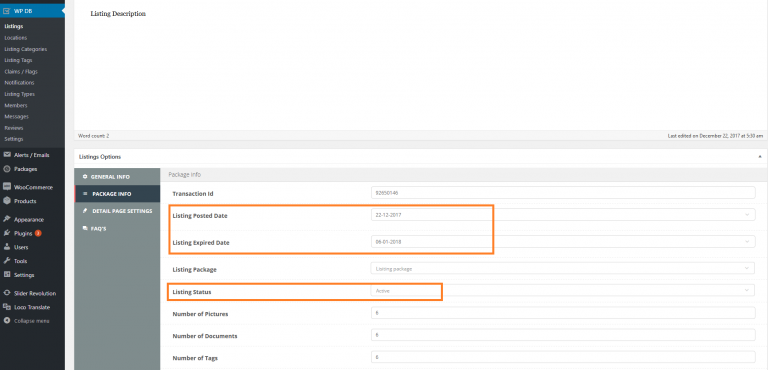 WP DB
Listings
Locations
Listing Categories
Listing Tags
Claims / Flags
Notifications
Listing Types
Members
Messages
Reviews
Settings
Alerts / Emails
Packages
WooCommerce
Products
Appearance
Plugins 3
Users
Tools
Settings
Slider Revolution
Loco Translate
Collapse menu
Listing Description
Word count: 2
Last edited on December 22, 2017 at 5:30 am
Listings Options
GENERAL INFO
PACKAGE INFO
DETAIL PAGE SETTINGS
FAQ'S
Package info
Transaction Id
92650146
Listing Posted Date
22-12-2017
Listing Expired Date
06-01-2018
Listing Package
Listing package
Listing Status
Active
Number of Pictures
6
Number of Documents
6
Number of Tags
6